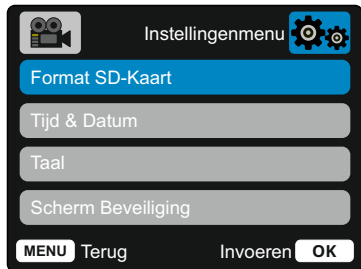 Instellingenmenu
Format SD-Kaart
Tijd & Datum
Taal
Scherm Beveiliging
MENU Terug Invoeren OK